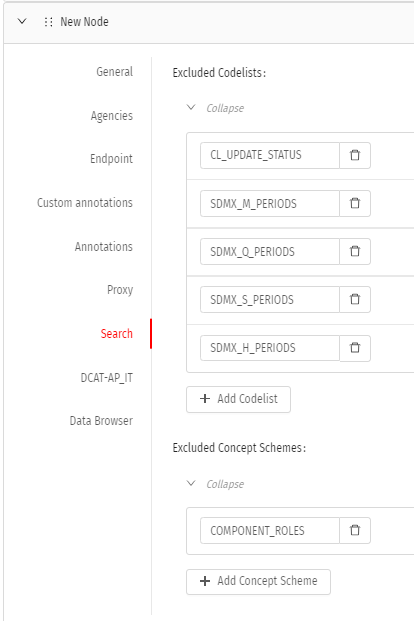 New Node
General
Agencies
Endpoint
Custom annotations
Annotations
Proxy
Search
DCAT-AP_IT
Data Browser
Excluded Codelists:
Collapse
CL_UPDATE_STATUS
SDMX_M_PERIODS
SDMX_Q_PERIODS
SDMX_S_PERIODS
SDMX_H_PERIODS
Add Codelist
Excluded Concept Schemes:
Collapse
COMPONENT_ROLES
Add Concept Scheme